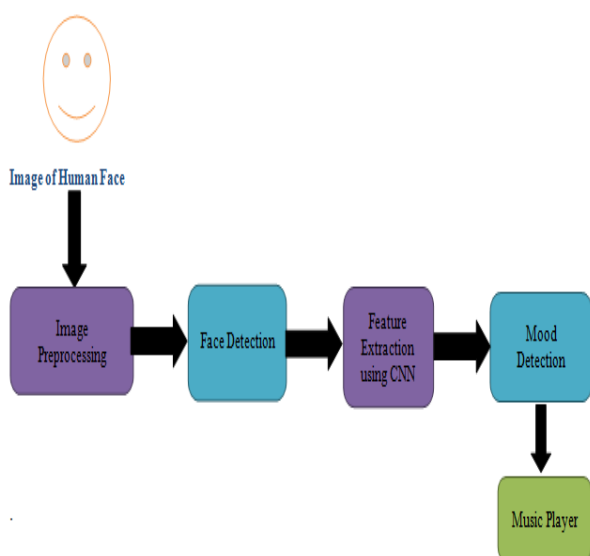 Image of Human Face
Image
Preprocessing
Face Detection
Feature
Extraction
using CNN
Mood
Detection
Music Player
.